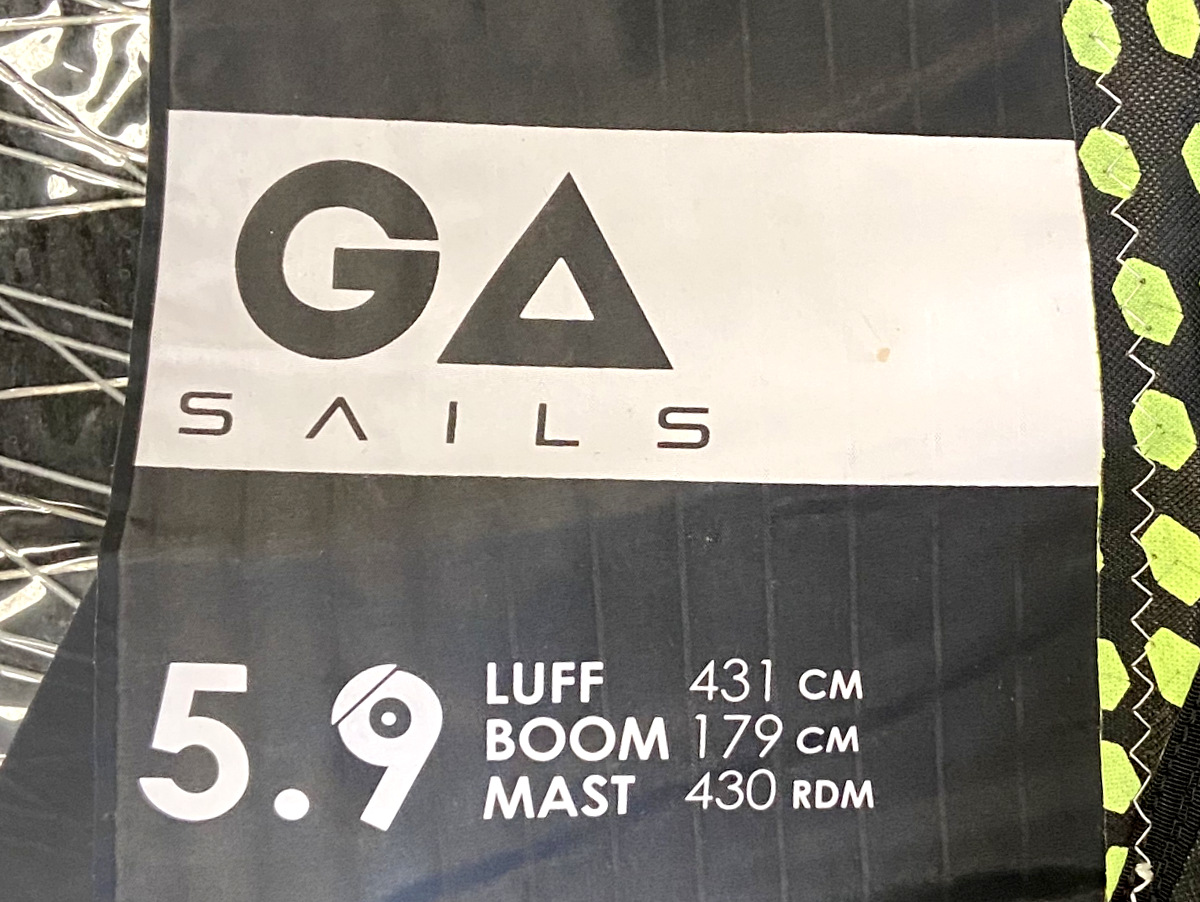 GA
SAILS
5.9
LUFF 431 CM
BOOM 179 CM
MAST 430 RDM